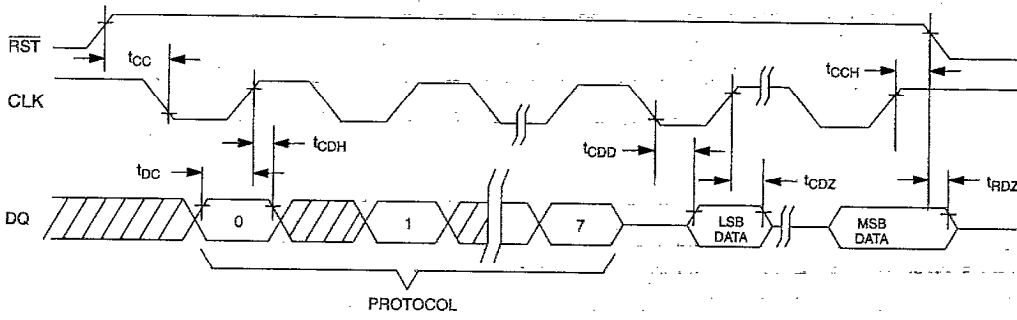 RST
tCC
tCCH
CLK
tCDH
tCDD
tCDZ
tDC
tRDZ
DQ
0
1
7
LSB
DATA
MSB
DATA
PROTOCOL